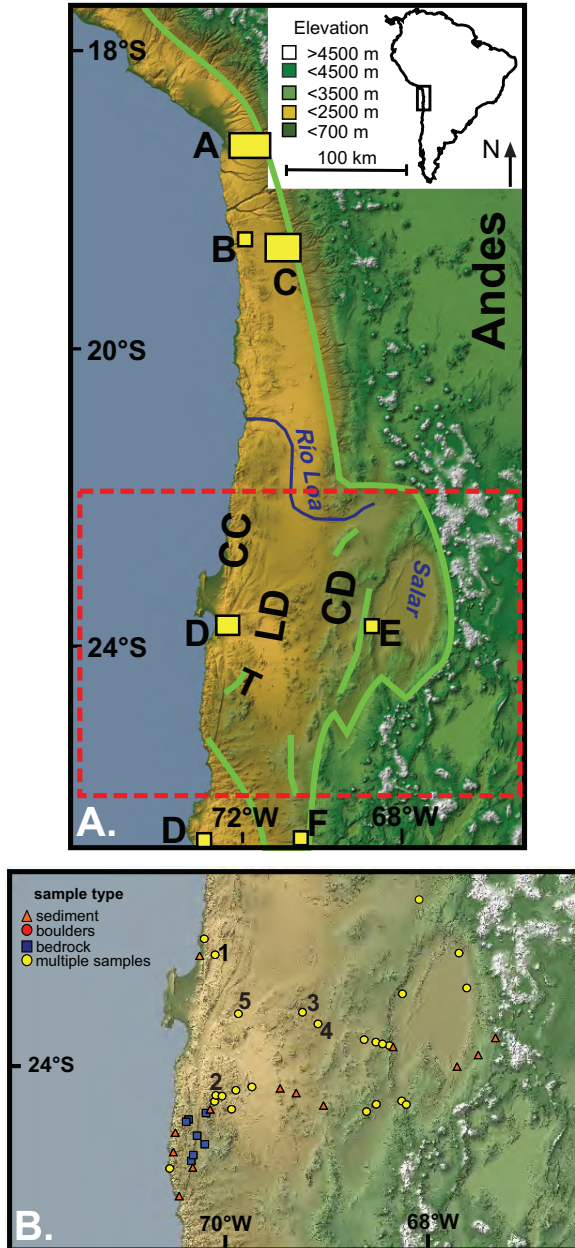 18°S
Elevation
>4500 m
<4500 m
<3500 m
<2500 m
<700 m
100 km
N
A
B
C
Andes
20°S
Río Loa
CC
LD
CD
Salar
D
E
24°S
T
72°W
68°W
D
F
A.
sample type
sediment
boulders
bedrock
multiple samples
1
5
3
4
24°S
2
70°W
68°W
B.